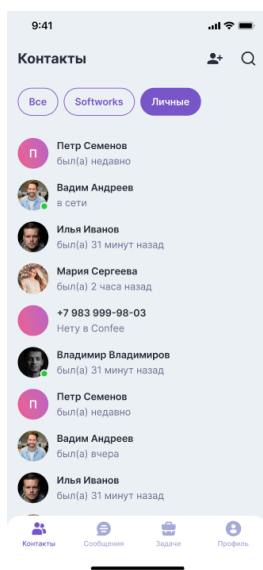 9:41
Контакты
Все Softworks Личные
П Петр Семенов
был(а) недавно
Вадим Андреев
в сети
Илья Иванов
был(а) 31 минут назад
Мария Сергеева
был(а) 2 часа назад
+7 983 999-98-03
Нету в Confee
Владимир Владимиров
был(а) 31 минут назад
П Петр Семенов
был(а) недавно
Вадим Андреев
был(а) вчера
Илья Иванов
был(а) 31 минут назад
Контакты Сообщения Задачи Профиль